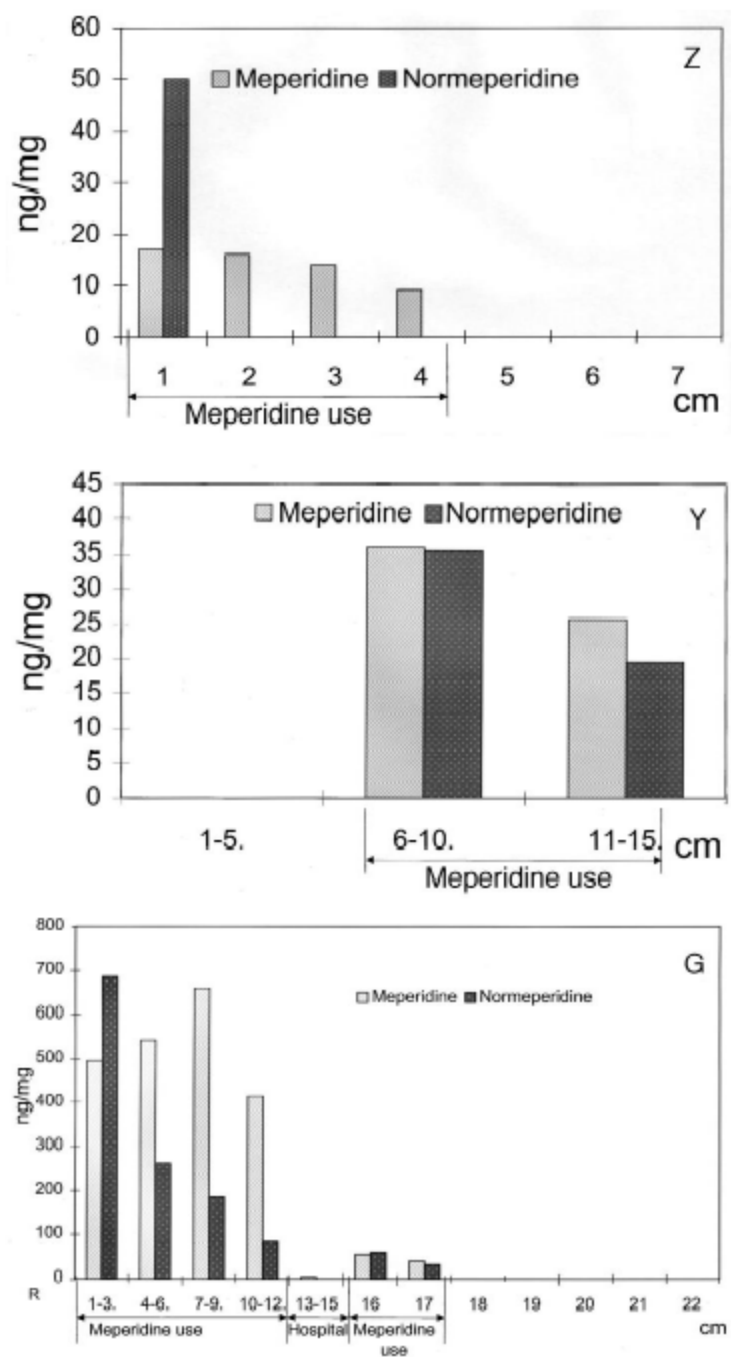 60
Z
50
Meperidine Normeperidine
40
30
20
10
0
ng/mg
1 2 3 4 5 6 7
cm
Meperidine use
45
Meperidine Normeperidine Y
40
35
30
25
20
15
10
5
0
ng/mg
1-5. 6-10. 11-15. cm
Meperidine use
800
G
700
Meperidine Normeperidine
600
500
400
300
200
100
0
ng/mg
R
1-3. 4-6. 7-9. 10-12. 13-15 16 17 18 19 20 21 22
Meperidine use Hospital Meperidine use
cm